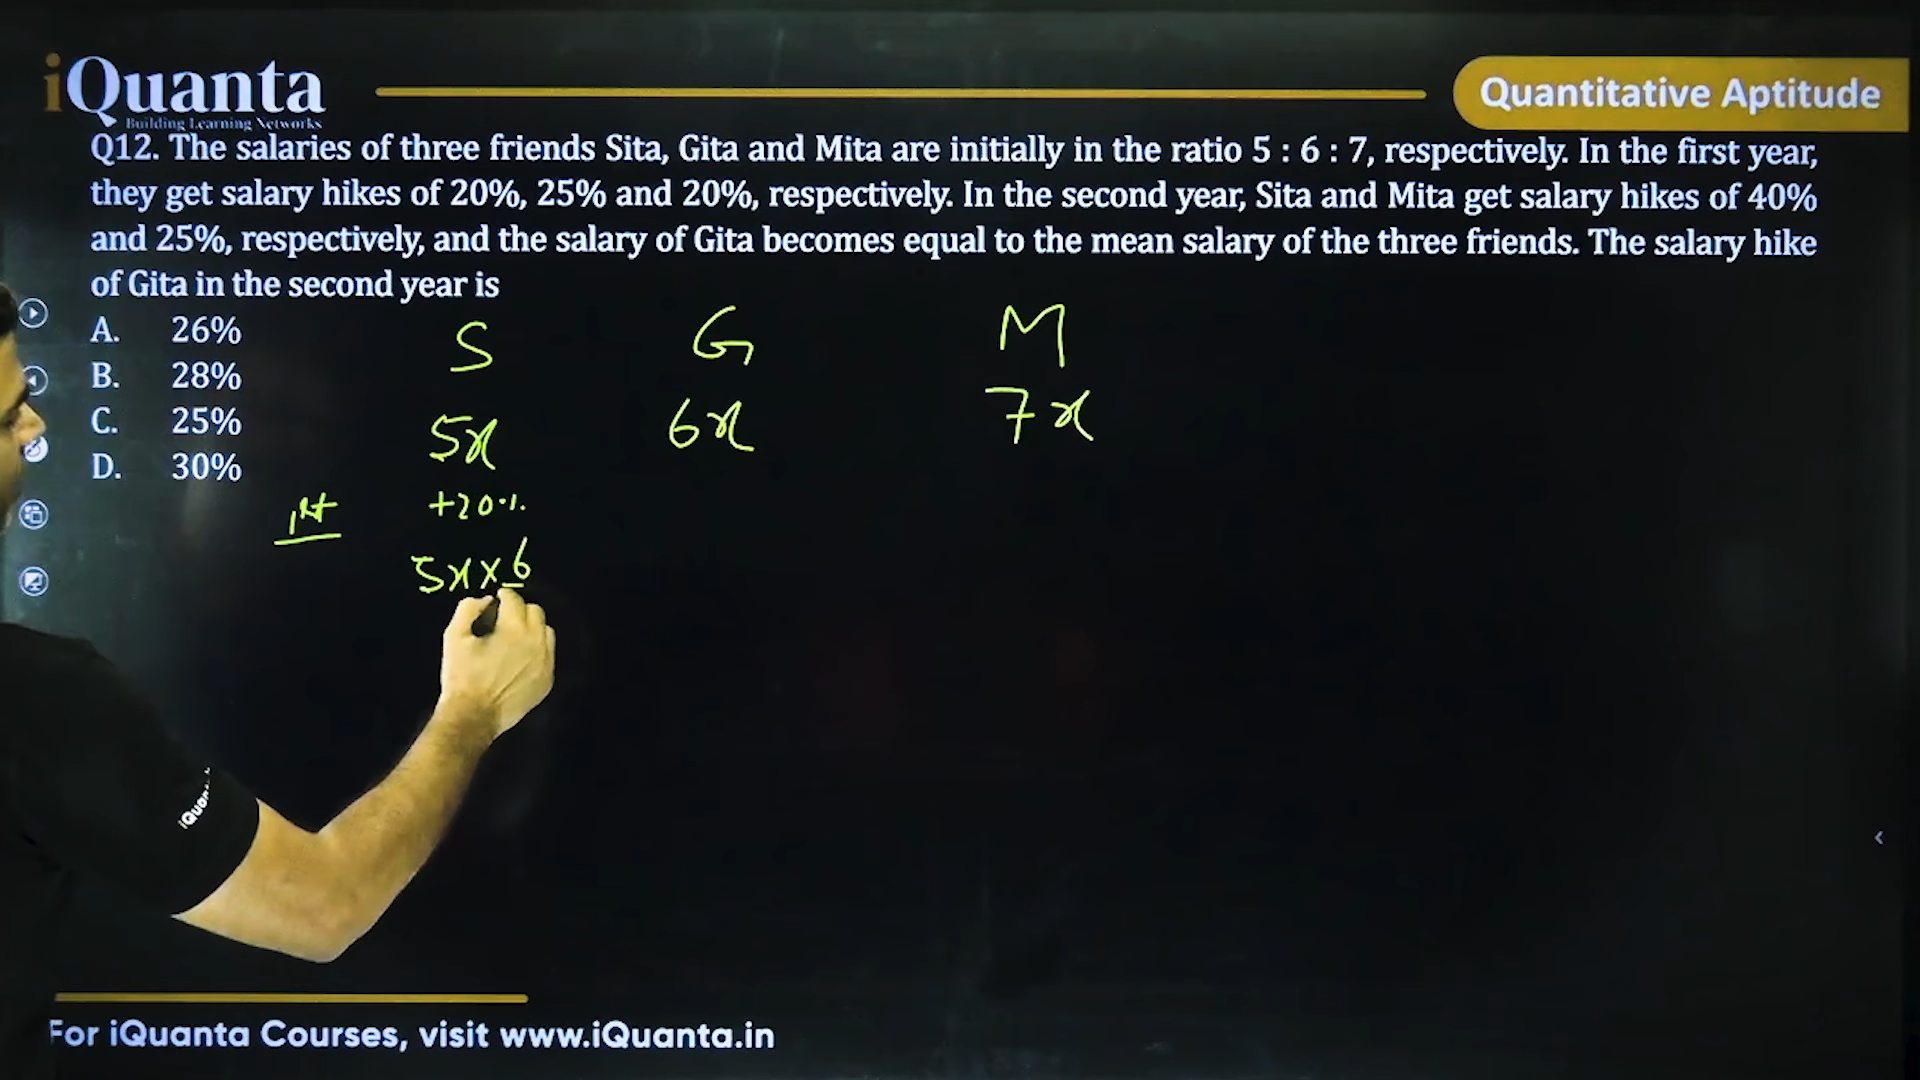 iQuanta
Building Learning Networks
Quantitative Aptitude
Q12. The salaries of three friends Sita, Gita and Mita are initially in the ratio 5 : 6 : 7, respectively. In the first year,
they get salary hikes of 20%, 25% and 20%, respectively. In the second year, Sita and Mita get salary hikes of 40%
and 25%, respectively, and the salary of Gita becomes equal to the mean salary of the three friends. The salary hike
of Gita in the second year is
A. 26%
B. 28%
C. 25%
D. 30%
S G M
5x 6x 7x
1st +20%
5x × 6
iQuan
For iQuanta Courses, visit www.iQuanta.in